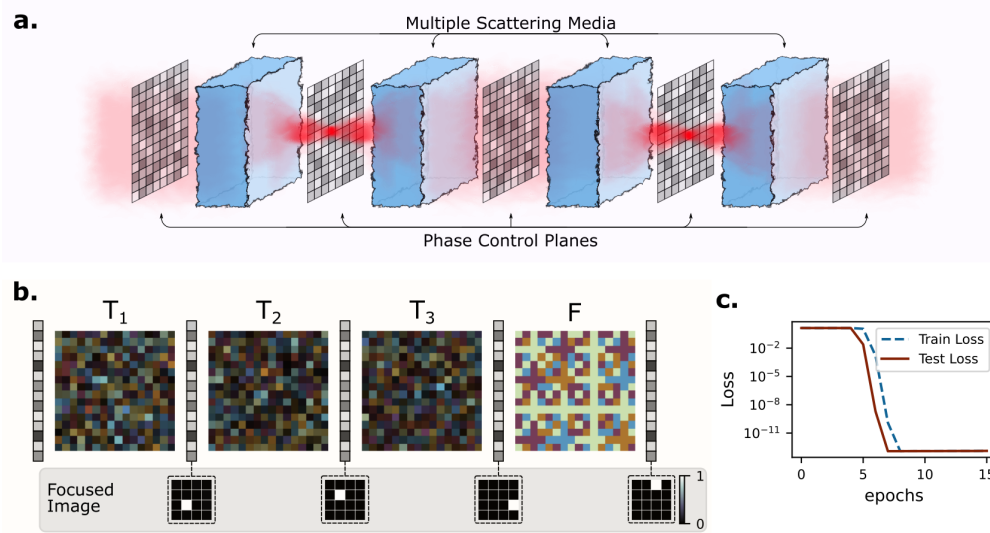 a.
Multiple Scattering Media
Phase Control Planes
b.
T₁ T₂ T₃ F
Focused
Image
1
0
c.
Loss
10⁻²
10⁻⁵
10⁻⁸
10⁻¹¹
Train Loss
Test Loss
0 5 10 15
epochs